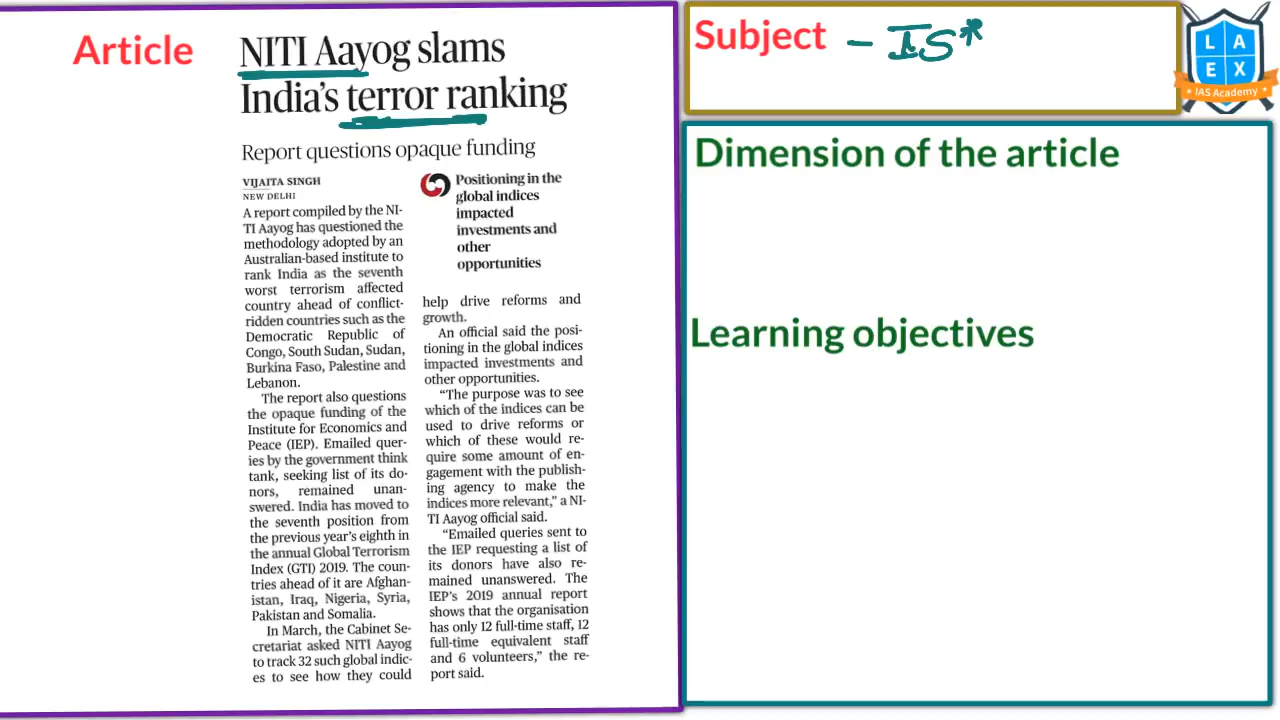 Article
NITI Aayog slams
India's terror ranking
Report questions opaque funding
VIJAITA SINGH
NEW DELHI
A report compiled by the NI-
TI Aayog has questioned the
methodology adopted by an
Australian-based institute to
rank India as the seventh
worst terrorism affected
country ahead of conflict-
ridden countries such as the
Democratic Republic of
Congo, South Sudan, Sudan,
Burkina Faso, Palestine and
Lebanon.
The report also questions
the opaque funding of the
Institute for Economics and
Peace (IEP). Emailed quer-
ies by the government think
tank, seeking list of its do-
nors, remained unan-
swered. India has moved to
the seventh position from
the previous year's eighth in
the annual Global Terrorism
Index (GTI) 2019. The coun-
tries ahead of it are Afghan-
istan, Iraq, Nigeria, Syria,
Pakistan and Somalia.
In March, the Cabinet Se-
cretariat asked NITI Aayog
to track 32 such global indic-
es to see how they could
Positioning in the
global indices
impacted
investments and
other
opportunities
help drive reforms and
growth.
An official said the posi-
tioning in the global indices
impacted investments and
other opportunities.
"The purpose was to see
which of the indices can be
used to drive reforms or
which of these would re-
quire some amount of en-
gagement with the publish-
ing agency to make the
indices more relevant," a NI-
TI Aayog official said.
"Emailed queries sent to
the IEP requesting a list of
its donors have also re-
mained unanswered. The
IEP's 2019 annual report
shows that the organisation
has only 12 full-time staff, 12
full-time equivalent staff
and 6 volunteers," the re-
port said.
Subject - IS*
L A
E X
IAS Academy
Dimension of the article
Learning objectives